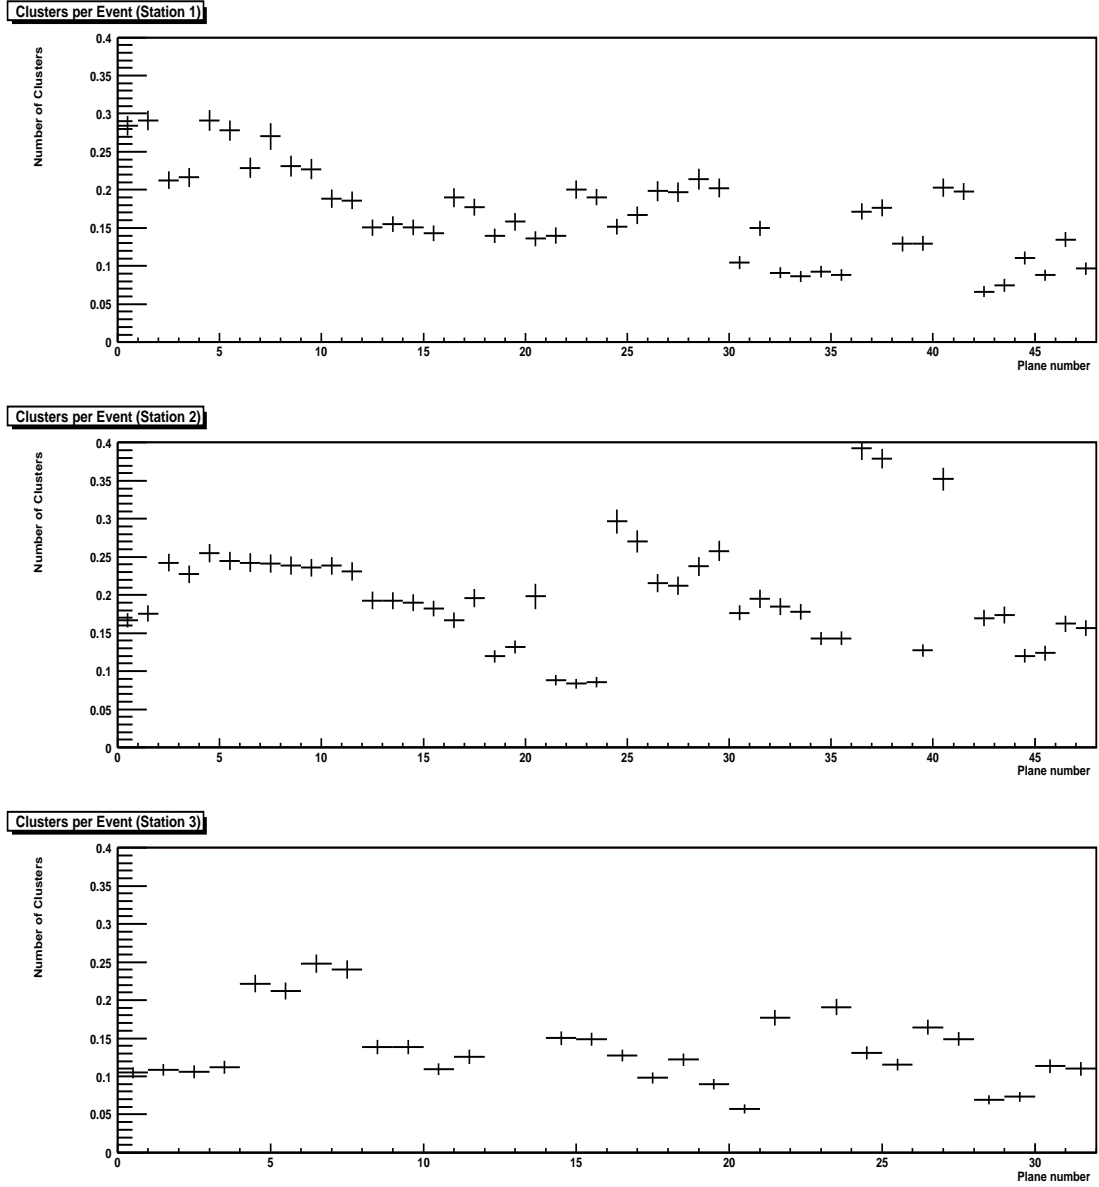 Clusters per Event (Station 1)
Number of Clusters
0.4
0.35
0.3
0.25
0.2
0.15
0.1
0.05
0
0 5 10 15 20 25 30 35 40 45
Plane number
Clusters per Event (Station 2)
Number of Clusters
0.4
0.35
0.3
0.25
0.2
0.15
0.1
0.05
0
0 5 10 15 20 25 30 35 40 45
Plane number
Clusters per Event (Station 3)
Number of Clusters
0.4
0.35
0.3
0.25
0.2
0.15
0.1
0.05
0
0 5 10 15 20 25 30
Plane number